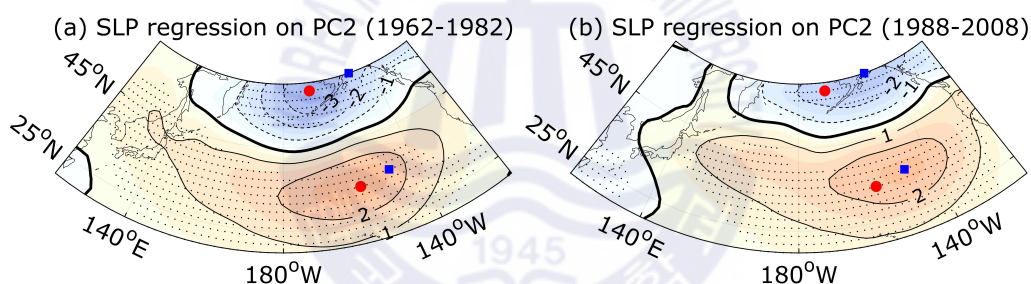 (a) SLP regression on PC2 (1962-1982)
45°N
25°N
140°E
180°W
140°W
-3
-2
-1
2
1
(b) SLP regression on PC2 (1988-2008)
45°N
25°N
140°E
180°W
140°W
-2
-1
1
2
1945